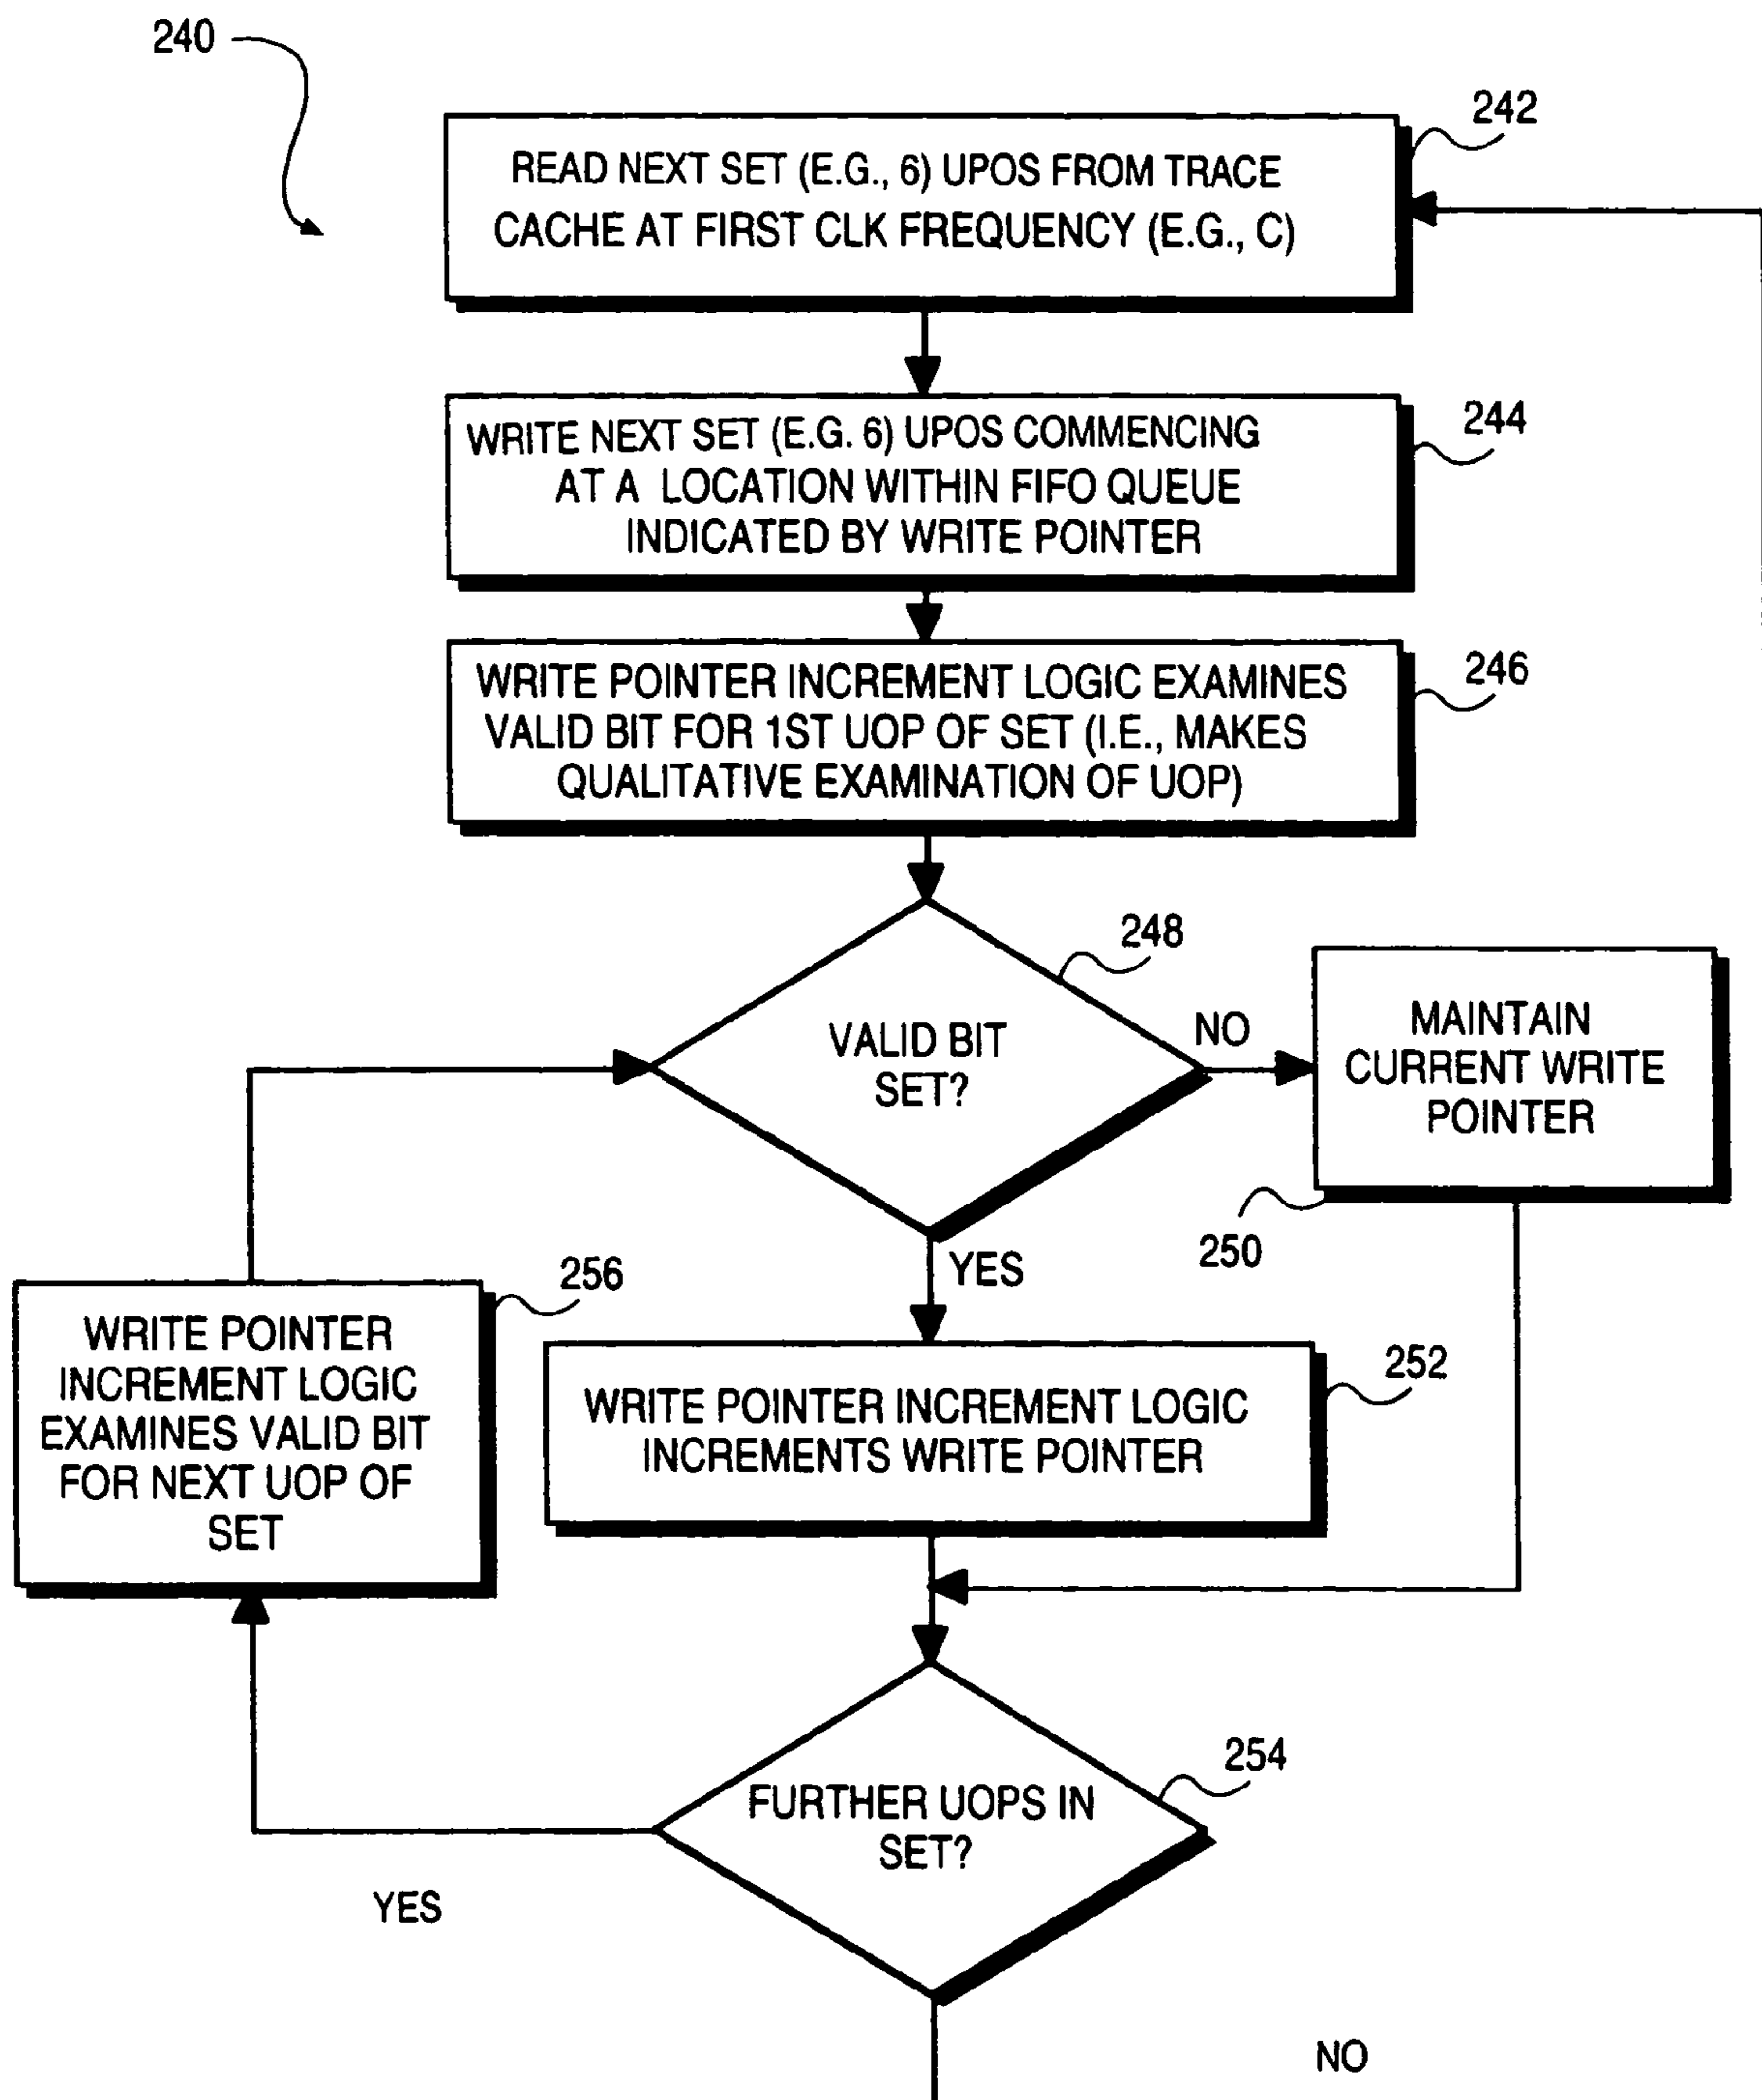 240
242
READ NEXT SET (E.G., 6) UPOS FROM TRACE
CACHE AT FIRST CLK FREQUENCY (E.G., C)
244
WRITE NEXT SET (E.G. 6) UPOS COMMENCING
AT A LOCATION WITHIN FIFO QUEUE
INDICATED BY WRITE POINTER
246
WRITE POINTER INCREMENT LOGIC EXAMINES
VALID BIT FOR 1ST UOP OF SET (I.E., MAKES
QUALITATIVE EXAMINATION OF UOP)
248
VALID BIT
SET?
NO
MAINTAIN
CURRENT WRITE
POINTER
250
YES
256
WRITE POINTER
INCREMENT LOGIC
EXAMINES VALID BIT
FOR NEXT UOP OF
SET
252
WRITE POINTER INCREMENT LOGIC
INCREMENTS WRITE POINTER
254
FURTHER UOPS IN
SET?
YES
NO